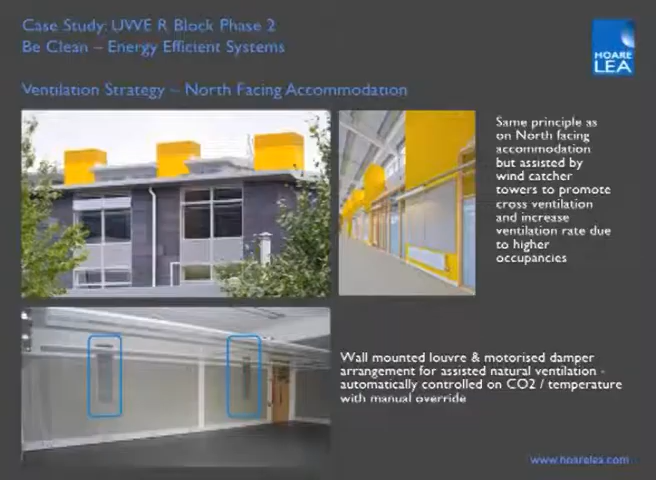 Case Study: UWE R Block Phase 2
Be Clean – Energy Efficient Systems
HOARE
LEA
Ventilation Strategy – North Facing Accommodation
Same principle as
on North facing
accommodation
but assisted by
wind catcher
towers to promote
cross ventilation
and increase
ventilation rate due
to higher
occupancies
Wall mounted louvre & motorised damper
arrangement for assisted natural ventilation -
automatically controlled on CO2 / temperature
with manual override
www.hoarelea.com